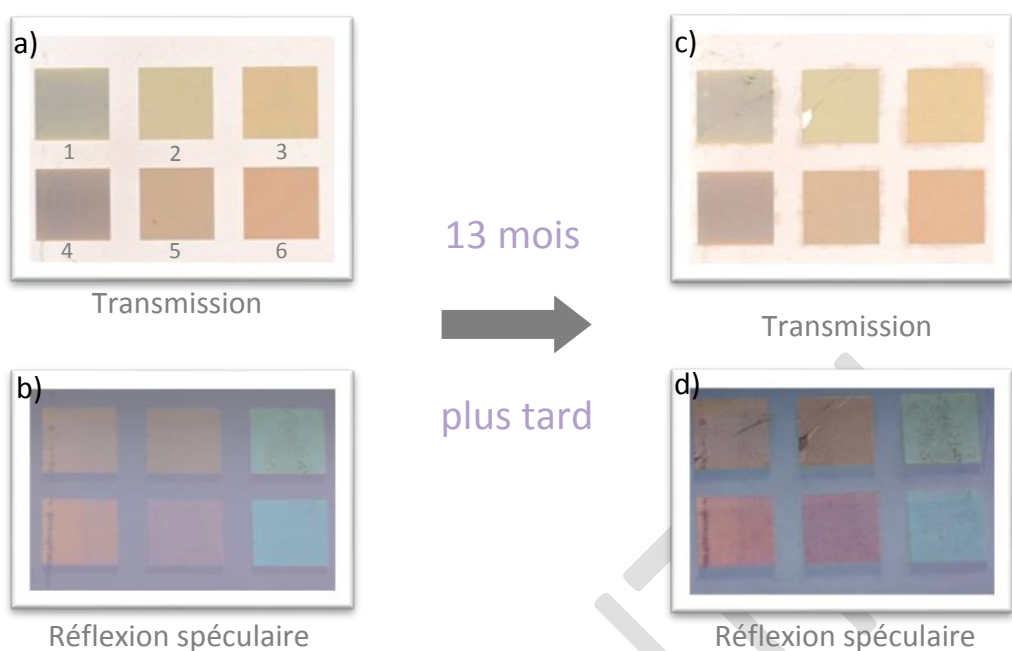 a)
1 2 3
4 5 6
Transmission
b)
Réflexion spéculaire
13 mois
plus tard
c)
Transmission
d)
Réflexion spéculaire